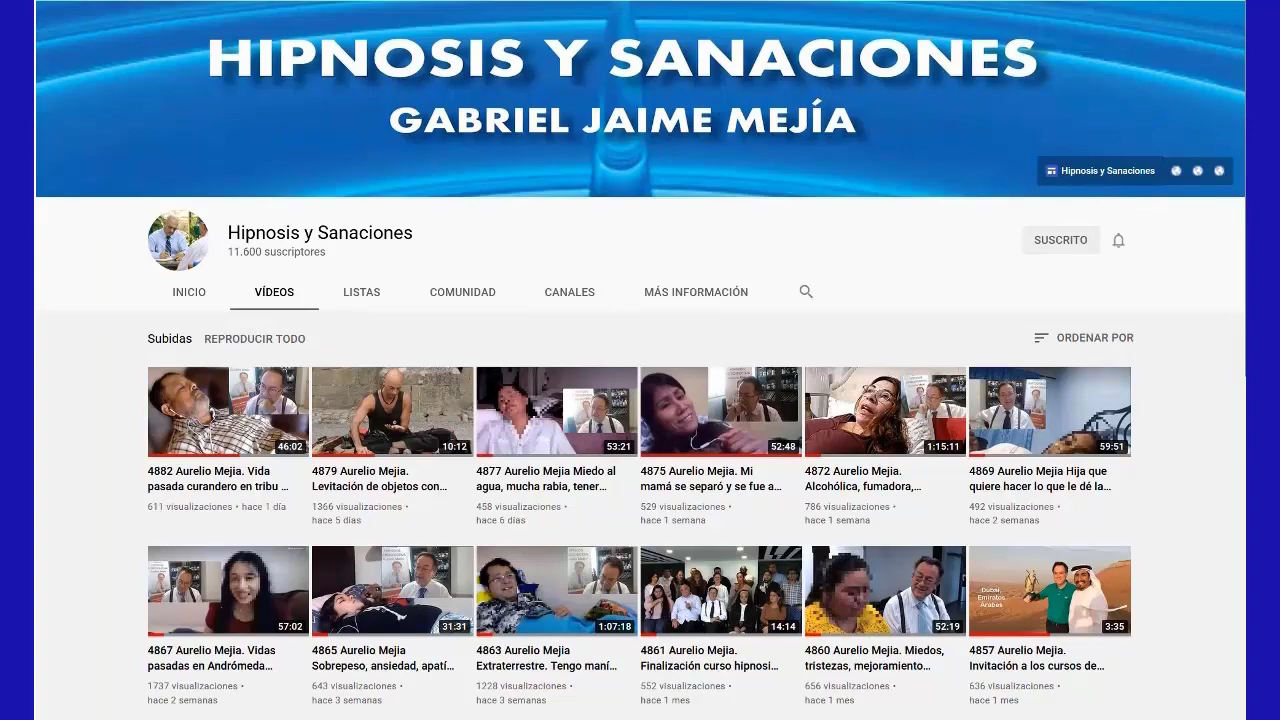 HIPNOSIS Y SANACIONES
GABRIEL JAIME MEJÍA
Hipnosis y Sanaciones
Hipnosis y Sanaciones
11.600 suscriptores
SUSCRITO
INICIO VÍDEOS LISTAS COMUNIDAD CANALES MÁS INFORMACIÓN
Subidas REPRODUCIR TODO ORDENAR POR
46:02
10:12
53:21
52:48
1:15:11
59:51
4882 Aurelio Mejia. Vida
pasada curandero en tribu ...
611 visualizaciones • hace 1 día
4879 Aurelio Mejia.
Levitación de objetos con...
1366 visualizaciones •
hace 5 días
4877 Aurelio Mejia Miedo al
agua, mucha rabia, tener...
458 visualizaciones •
hace 6 días
4875 Aurelio Mejia. Mi
mamá se separó y se fue a...
529 visualizaciones •
hace 1 semana
4872 Aurelio Mejia.
Alcohólica, fumadora,...
786 visualizaciones •
hace 1 semana
4869 Aurelio Mejia Hija que
quiere hacer lo que le dé la...
492 visualizaciones •
hace 2 semanas
57:02
31:31
1:07:18
14:14
52:19
Dubai,
Emiratos
Arabes
3:35
4867 Aurelio Mejia. Vidas
pasadas en Andrómeda...
1737 visualizaciones •
hace 2 semanas
4865 Aurelio Mejia
Sobrepeso, ansiedad, apatí...
643 visualizaciones •
hace 3 semanas
4863 Aurelio Mejia
Extraterrestre. Tengo maní...
1228 visualizaciones •
hace 3 semanas
4861 Aurelio Mejia.
Finalización curso hipnosi...
552 visualizaciones •
hace 1 mes
4860 Aurelio Mejia. Miedos,
tristezas, mejoramiento...
656 visualizaciones •
hace 1 mes
4857 Aurelio Mejia.
Invitación a los cursos de...
636 visualizaciones •
hace 1 mes